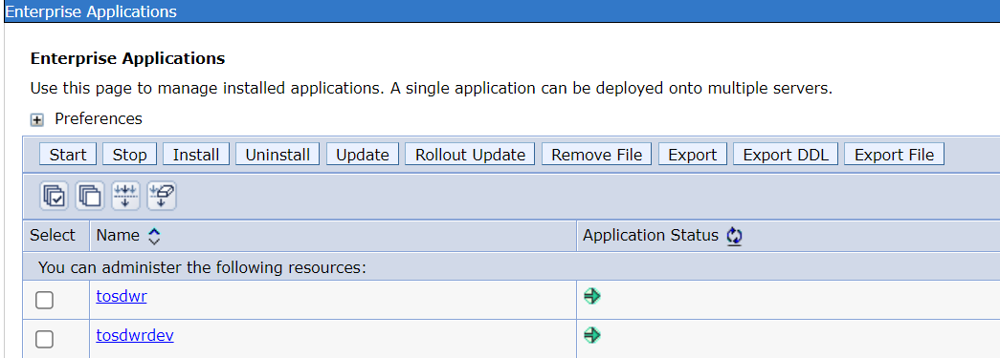 Enterprise Applications
Enterprise Applications
Use this page to manage installed applications. A single application can be deployed onto multiple servers.
Preferences
Start Stop Install Uninstall Update Rollout Update Remove File Export Export DDL Export File
Select Name Application Status
You can administer the following resources:
tosdwr
tosdwrdev